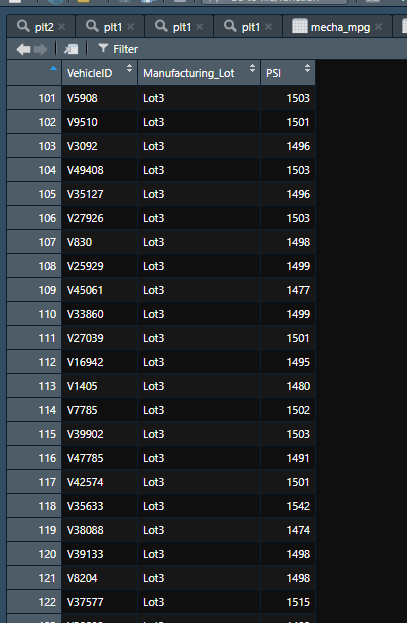 plt2 × plt1 × plt1 × plt1 × mecha_mpg ×
Filter
VehicleID Manufacturing_Lot PSI
101 V5908 Lot3 1503
102 V9510 Lot3 1501
103 V3092 Lot3 1496
104 V49408 Lot3 1503
105 V35127 Lot3 1496
106 V27926 Lot3 1503
107 V830 Lot3 1498
108 V25929 Lot3 1499
109 V45061 Lot3 1477
110 V33860 Lot3 1499
111 V27039 Lot3 1501
112 V16942 Lot3 1495
113 V1405 Lot3 1480
114 V7785 Lot3 1502
115 V39902 Lot3 1503
116 V47785 Lot3 1491
117 V42574 Lot3 1501
118 V35633 Lot3 1542
119 V38088 Lot3 1474
120 V39133 Lot3 1498
121 V8204 Lot3 1498
122 V37577 Lot3 1515